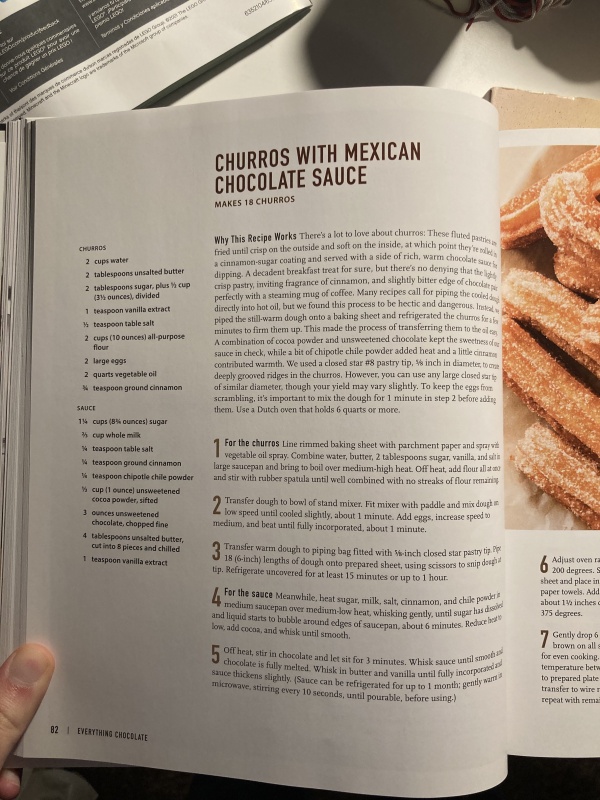 or sur
LEGO.com/productfeedback
Ver Condiciones Generales
CHURROS WITH MEXICAN
CHOCOLATE SAUCE
MAKES 18 CHURROS
CHURROS
2 cups water
2 tablespoons unsalted butter
2 tablespoons sugar, plus ½ cup
(3½ ounces), divided
1 teaspoon vanilla extract
½ teaspoon table salt
2 cups (10 ounces) all-purpose
flour
2 large eggs
2 quarts vegetable oil
¾ teaspoon ground cinnamon
SAUCE
1¼ cups (8¾ ounces) sugar
⅔ cup whole milk
¼ teaspoon table salt
¼ teaspoon ground cinnamon
¼ teaspoon chipotle chile powder
⅓ cup (1 ounce) unsweetened
cocoa powder, sifted
3 ounces unsweetened
chocolate, chopped fine
4 tablespoons unsalted butter,
cut into 8 pieces and chilled
1 teaspoon vanilla extract
Why This Recipe Works There's a lot to love about churros: These fluted pastries are
fried until crisp on the outside and soft on the inside, at which point they're rolled in
a cinnamon-sugar coating and served with a side of rich, warm chocolate sauce for
dipping. A decadent breakfast treat for sure, but there's no denying that the lightly
crisp pastry, inviting fragrance of cinnamon, and slightly bitter edge of chocolate pair
perfectly with a steaming mug of coffee. Many recipes call for piping the cooled dough
directly into hot oil, but we found this process to be hectic and dangerous. Instead, we
piped the still-warm dough onto a baking sheet and refrigerated the churros for a few
minutes to firm them up. This made the process of transferring them to the oil easy.
A combination of cocoa powder and unsweetened chocolate kept the sweetness of our
sauce in check, while a bit of chipotle chile powder added heat and a little cinnamon
contributed warmth. We used a closed star #8 pastry tip, ⅝ inch in diameter, to create
deeply grooved ridges in the churros. However, you can use any large closed star tip
of similar diameter, though your yield may vary slightly. To keep the eggs from
scrambling, it's important to mix the dough for 1 minute in step 2 before adding
them. Use a Dutch oven that holds 6 quarts or more.
1 For the churros Line rimmed baking sheet with parchment paper and spray with
vegetable oil spray. Combine water, butter, 2 tablespoons sugar, vanilla, and salt in
large saucepan and bring to boil over medium-high heat. Off heat, add flour all at once
and stir with rubber spatula until well combined with no streaks of flour remaining.
2 Transfer dough to bowl of stand mixer. Fit mixer with paddle and mix dough on
low speed until cooled slightly, about 1 minute. Add eggs, increase speed to
medium, and beat until fully incorporated, about 1 minute.
3 Transfer warm dough to piping bag fitted with ⅝-inch closed star pastry tip. Pipe
18 (6-inch) lengths of dough onto prepared sheet, using scissors to snip dough at
tip. Refrigerate uncovered for at least 15 minutes or up to 1 hour.
4 For the sauce Meanwhile, heat sugar, milk, salt, cinnamon, and chile powder in
medium saucepan over medium-low heat, whisking gently, until sugar has dissolved
and liquid starts to bubble around edges of saucepan, about 6 minutes. Reduce heat to
low, add cocoa, and whisk until smooth.
5 Off heat, stir in chocolate and let sit for 3 minutes. Whisk sauce until smooth and
chocolate is fully melted. Whisk in butter and vanilla until fully incorporated and
sauce thickens slightly. (Sauce can be refrigerated for up to 1 month; gently warm in
microwave, stirring every 10 seconds, until pourable, before using.)
82 | EVERYTHING CHOCOLATE
6 Adjust oven ra
200 degrees. S
sheet and place in
paper towels. Add
about 1½ inches d
375 degrees.
7 Gently drop 6
brown on all s
for even cooking.
temperature betw
to prepared plate
transfer to wire r
repeat with remai